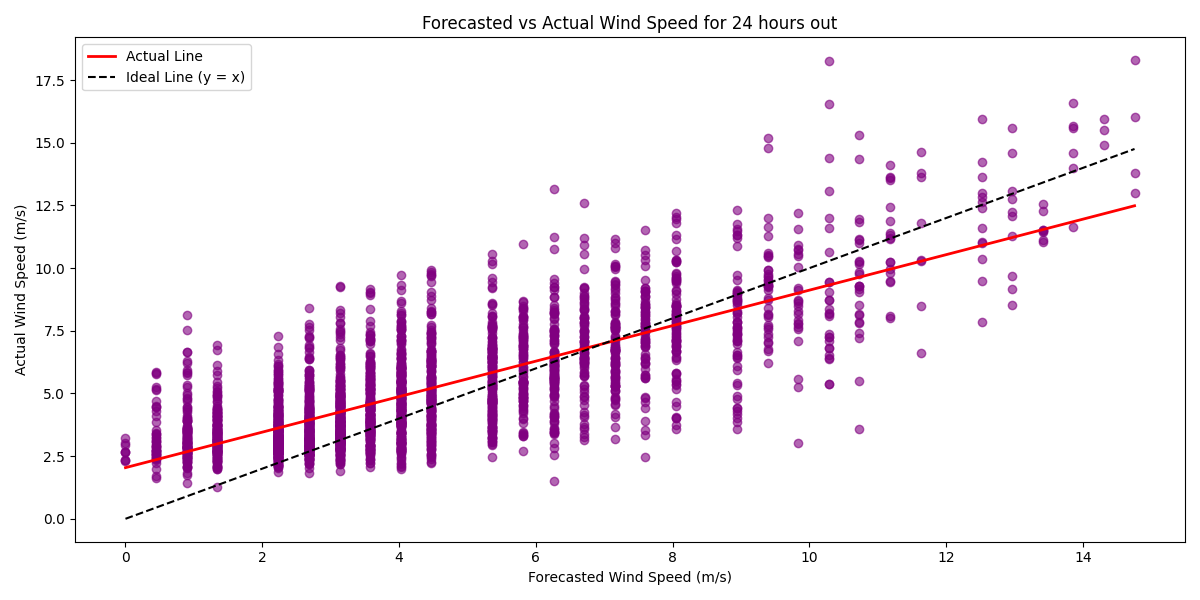 Forecasted vs Actual Wind Speed for 24 hours out
Actual Line
Ideal Line (y = x)
Actual Wind Speed (m/s)
17.5
15.0
12.5
10.0
7.5
5.0
2.5
0.0
0 2 4 6 8 10 12 14
Forecasted Wind Speed (m/s)